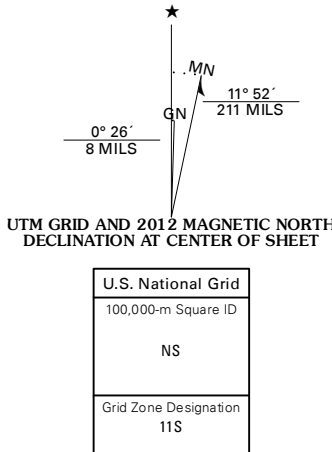 ★
MN
GN
11° 52´
211 MILS
0° 26´
8 MILS
UTM GRID AND 2012 MAGNETIC NORTH
DECLINATION AT CENTER OF SHEET
U.S. National Grid
100,000-m Square ID
NS
Grid Zone Designation
11S